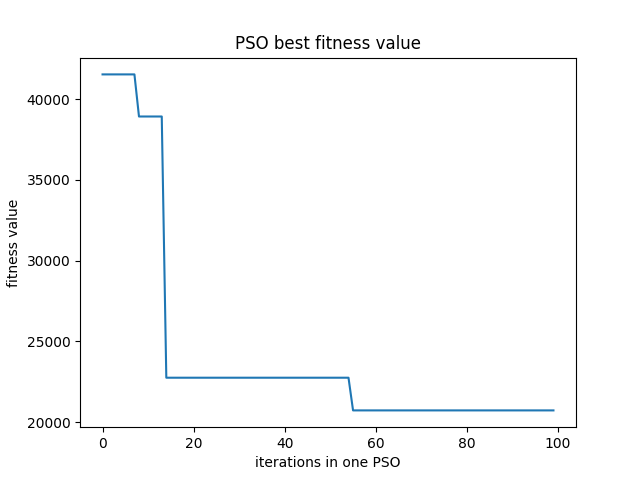 PSO best fitness value
fitness value
40000
35000
30000
25000
20000
0 20 40 60 80 100
iterations in one PSO